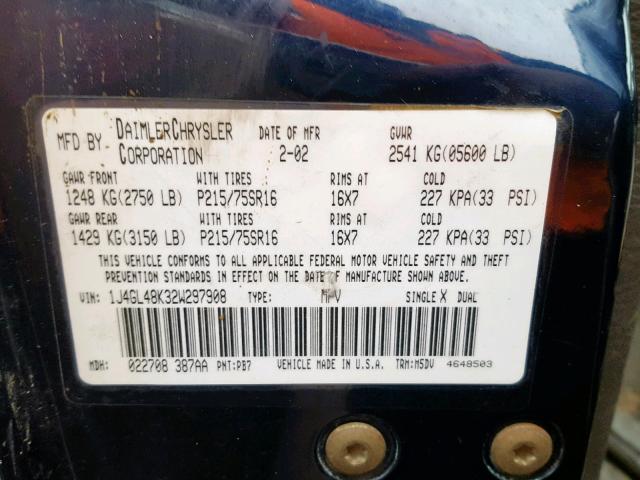 MFD BY DAIMLERCHRYSLER CORPORATION DATE OF MFR 2-02 GVWR 2541 KG(05600 LB)
GAWR FRONT WITH TIRES RIMS AT COLD
1248 KG(2750 LB) P215/75SR16 16X7 227 KPA(33 PSI)
GAWR REAR WITH TIRES RIMS AT COLD
1429 KG(3150 LB) P215/75SR16 16X7 227 KPA(33 PSI)
THIS VEHICLE CONFORMS TO ALL APPLICABLE FEDERAL MOTOR VEHICLE SAFETY AND THEFT
PREVENTION STANDARDS IN EFFECT ON THE DATE OF MANUFACTURE SHOWN ABOVE.
VIN: 1J4GL48K32W297908 TYPE: MPV SINGLE X DUAL
MDH: 022708 387AA PNT:PB7 VEHICLE MADE IN U.S.A. TRM:M5DV 4648503